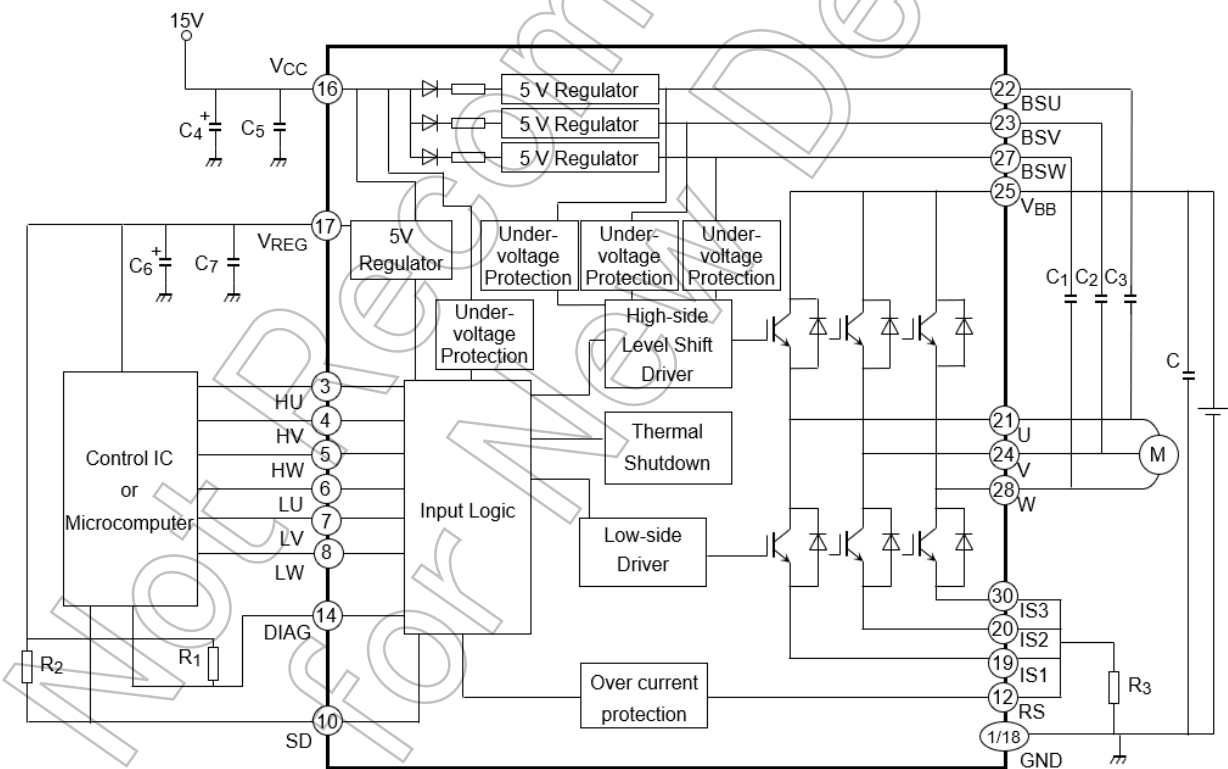 15V
VCC
16
C4
+
C5
5 V Regulator
5 V Regulator
5 V Regulator
22
BSU
23
BSV
27
BSW
25
VBB
17
VREG
C6
+
C7
5V
Regulator
Under-
voltage
Protection
Under-
voltage
Protection
Under-
voltage
Protection
Under-
voltage
Protection
High-side
Level Shift
Driver
C1
C2
C3
C
Control IC
or
Microcomputer
3
HU
4
HV
5
HW
6
LU
7
LV
8
LW
Input Logic
Thermal
Shutdown
Low-side
Driver
21
U
24
V
28
W
M
14
DIAG
R1
R2
10
SD
Over current
protection
30
IS3
20
IS2
19
IS1
12
RS
R3
1/18
GND